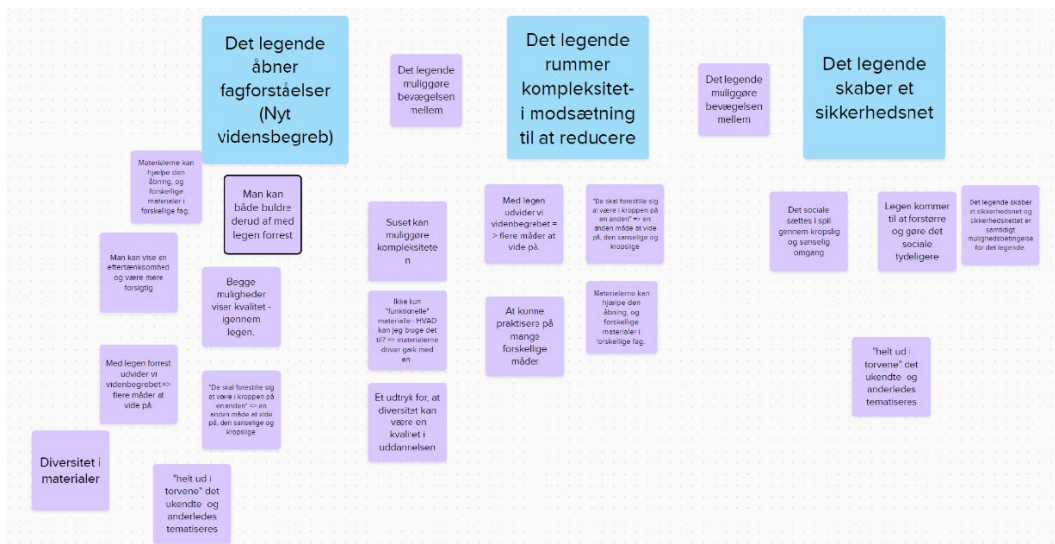 Det legende
åbner
fagforståelser
(Nyt
vidensbegreb)
Det legende
muliggøre
bevægelsen
mellem
Det legende
rummer
kompleksitet-
i modsætning
til at reducere
Det legende
muliggøre
bevægelsen
mellem
Det legende
skaber et
sikkerhedsnet
Materialerne kan
hjælpe den
åbning, og
forskellige
materialer i
forskellige fag.
Man kan
både buldre
derud af med
legen forrest
Man kan vise en
eftertænksomhed
og være mere
forsigtig
Begge
muligheder
viser kvalitet -
igennem
legen.
Med legen forrest
udvider vi
videnbegrebet =>
flere måder at
vide på.
"De skal forestille sig
at være i kroppen på
en anden" => en
anden måde at vide
på, den sanselige og
kropslige
Diversitet i
materialer
"helt ud i
torvene" det
ukendte og
anderledes
tematiseres
Suset kan
muliggøre
kompleksitete
n
Ikke kun
"funktionelle"
materialle - HVAD
kan jeg bruge det
til? => materialerne
driver gæk med
en
Et udtryk for, at
diversitet kan
være en
kvalitet i
uddannelsen
Med legen
udvider vi
videnbegrebet =
> flere måder at
vide på.
"De skal forestille sig
at være i kroppen på
en anden" => en
anden måde at vide
på, den sanselige og
kropslige
At kunne
praktisere på
mange
forskellige
måder
Materialerne kan
hjælpe den
åbning, og
forskellige
materialer i
forskellige fag.
Det sociale
sættes i spil
gennem kropslig
og sanselig
omgang
Legen kommer
til at forstørre
og gøre det
sociale
tydeligere
Det legende skaber
et sikkerhedsnet og
sikkerhedsnettet er
samtidigt
mulighedsbetingelse
for det legende.
"helt ud i
torvene" det
ukendte og
anderledes
tematiseres